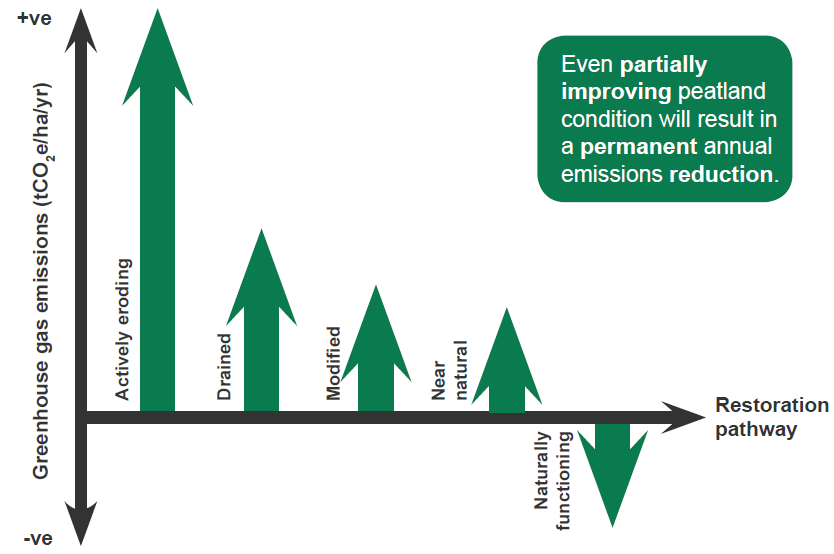 +ve
Greenhouse gas emissions (tCO₂e/ha/yr)
-ve
Even partially
improving peatland
condition will result in
a permanent annual
emissions reduction.
Actively eroding
Drained
Modified
Near
natural
Naturally
functioning
Restoration
pathway